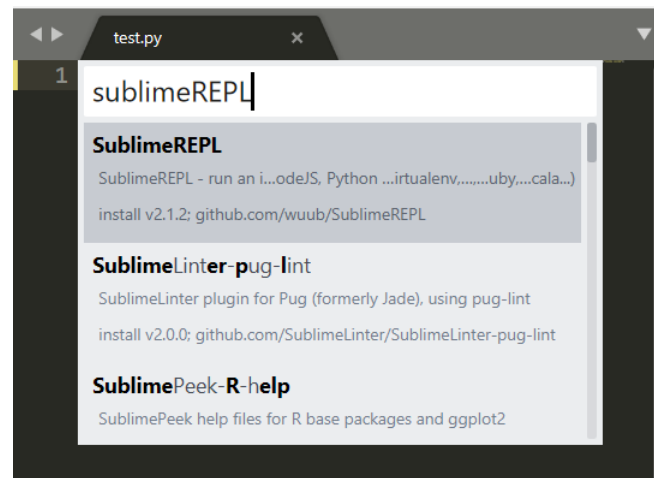 test.py ×
1
sublimeREPL
SublimeREPL
SublimeREPL - run an i...odeJS, Python ...irtualenv,...,...uby,...cala...)
install v2.1.2; github.com/wuub/SublimeREPL
SublimeLinter-pug-lint
SublimeLinter plugin for Pug (formerly Jade), using pug-lint
install v2.0.0; github.com/SublimeLinter/SublimeLinter-pug-lint
SublimePeek-R-help
SublimePeek help files for R base packages and ggplot2